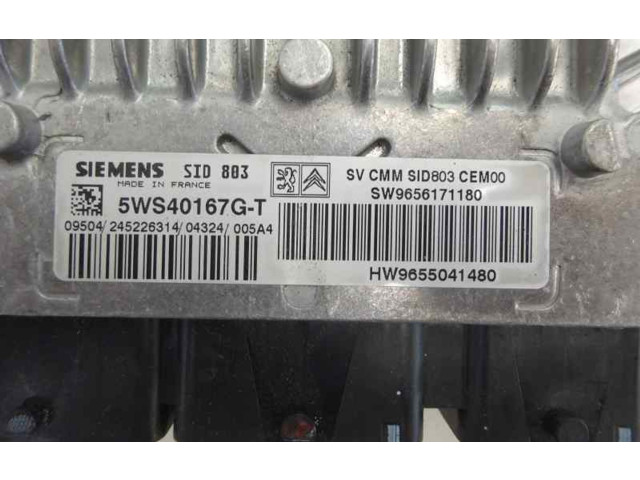 SIEMENS SID 803
MADE IN FRANCE
5WS40167G-T
09504/245226314/04324/005A4
SV CMM SID803 CEM00
SW9656171180
HW9655041480